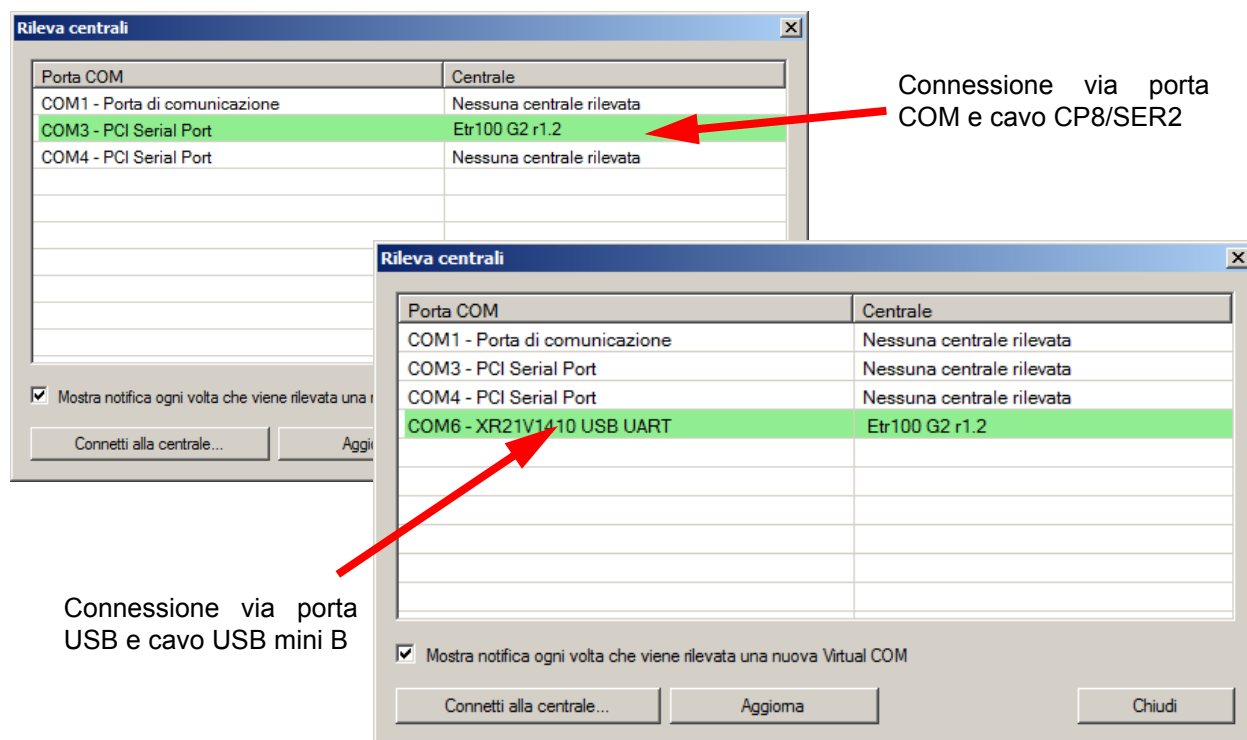 Rileva centrali
Porta COM Centrale
COM1 - Porta di comunicazione Nessuna centrale rilevata
COM3 - PCI Serial Port Etr100 G2 r1.2
COM4 - PCI Serial Port Nessuna centrale rilevata
Mostra notifica ogni volta che viene rilevata una
Connetti alla centrale...
Connessione via porta
COM e cavo CP8/SER2
Rileva centrali
Porta COM Centrale
COM1 - Porta di comunicazione Nessuna centrale rilevata
COM3 - PCI Serial Port Nessuna centrale rilevata
COM4 - PCI Serial Port Nessuna centrale rilevata
COM6 - XR21V1410 USB UART Etr100 G2 r1.2
Mostra notifica ogni volta che viene rilevata una nuova Virtual COM
Connetti alla centrale... Aggiorna Chiudi
Connessione via porta
USB e cavo USB mini B